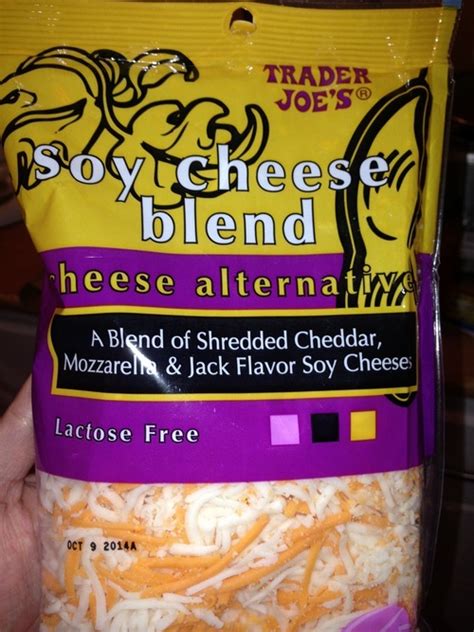 TRADER
JOE'S®
soy cheese
blend
cheese alternative
A Blend of Shredded Cheddar,
Mozzarella & Jack Flavor Soy Cheeses
Lactose Free
OCT 9 2014A